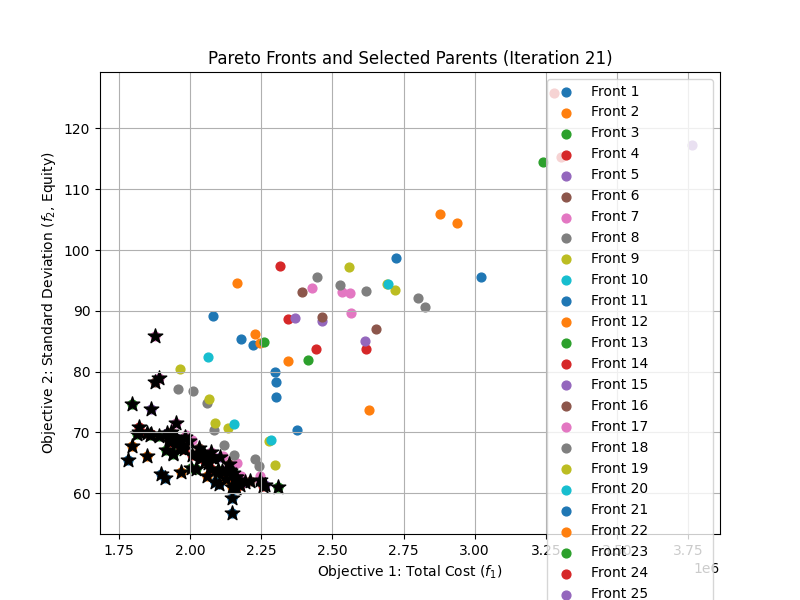 Pareto Fronts and Selected Parents (Iteration 21)
Objective 2: Standard Deviation (f₂, Equity)
120
110
100
90
80
70
60
1.75
2.00
2.25
2.50
2.75
3.00
3.25
3.50
3.75
1e6
Objective 1: Total Cost (f₁)
Front 1
Front 2
Front 3
Front 4
Front 5
Front 6
Front 7
Front 8
Front 9
Front 10
Front 11
Front 12
Front 13
Front 14
Front 15
Front 16
Front 17
Front 18
Front 19
Front 20
Front 21
Front 22
Front 23
Front 24
Front 25